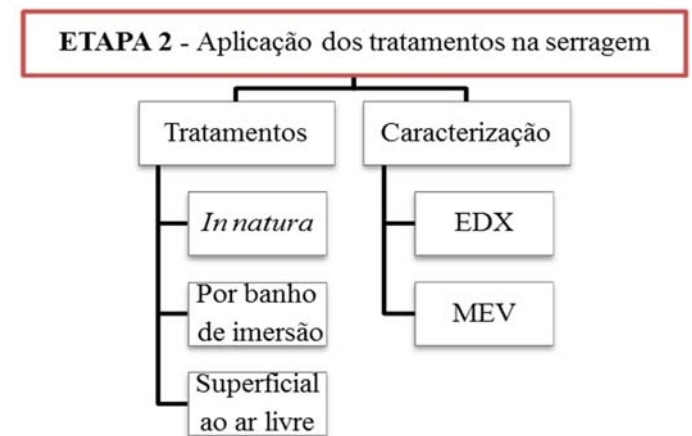 ETAPA 2 - Aplicação dos tratamentos na serragem
Tratamentos
Caracterização
In natura
EDX
Por banho
de imersão
MEV
Superficial
ao ar livre